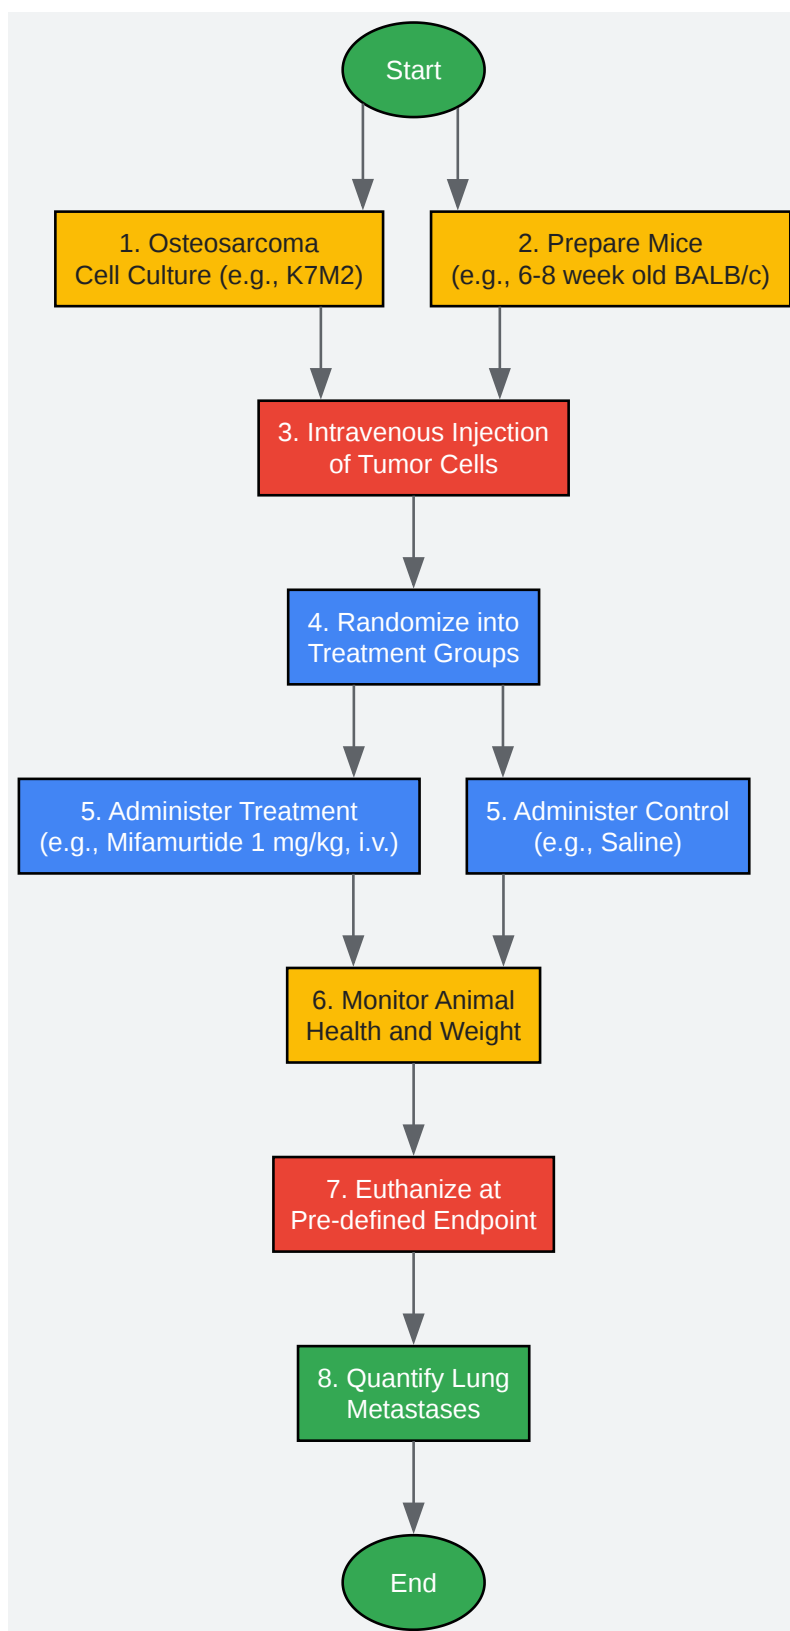 Start
1. Osteosarcoma
Cell Culture (e.g., K7M2)
2. Prepare Mice
(e.g., 6-8 week old BALB/c)
3. Intravenous Injection
of Tumor Cells
4. Randomize into
Treatment Groups
5. Administer Treatment
(e.g., Mifamurtide 1 mg/kg, i.v.)
5. Administer Control
(e.g., Saline)
6. Monitor Animal
Health and Weight
7. Euthanize at
Pre-defined Endpoint
8. Quantify Lung
Metastases
End